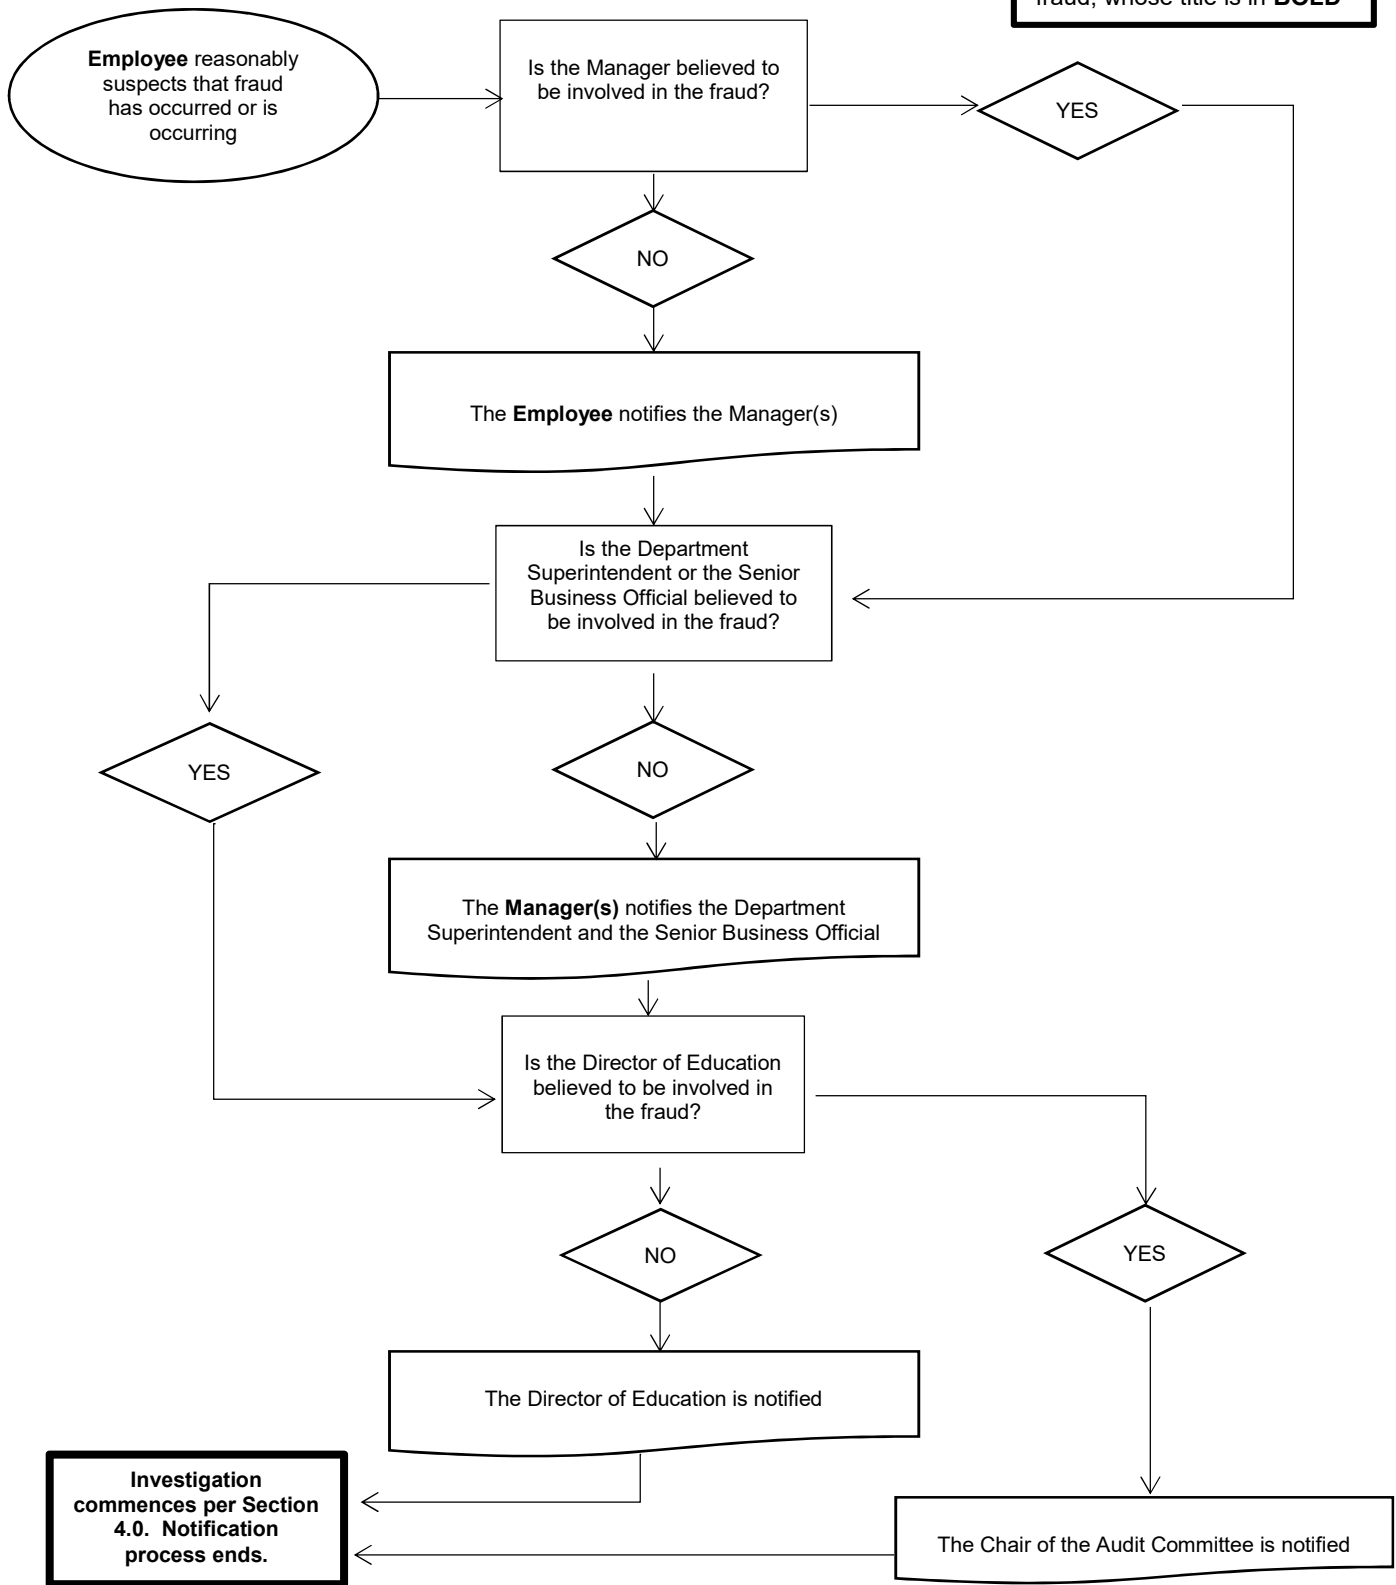 fraud, whose title is in BOLD
Employee reasonably
suspects that fraud
has occurred or is
occurring
Is the Manager believed to
be involved in the fraud?
YES
NO
The Employee notifies the Manager(s)
Is the Department
Superintendent or the Senior
Business Official believed to
be involved in the fraud?
YES
NO
The Manager(s) notifies the Department
Superintendent and the Senior Business Official
Is the Director of Education
believed to be involved in
the fraud?
NO
YES
The Director of Education is notified
Investigation
commences per Section
4.0. Notification
process ends.
The Chair of the Audit Committee is notified